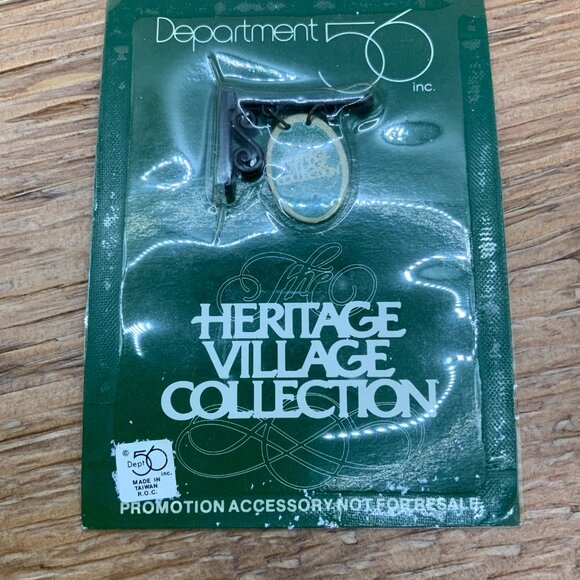 Department 56
inc.
The
HERITAGE
VILLAGE
COLLECTION
© Dept 56 inc.
MADE IN
TAIWAN
R.O.C.
PROMOTION ACCESSORY NOT FOR RESALE